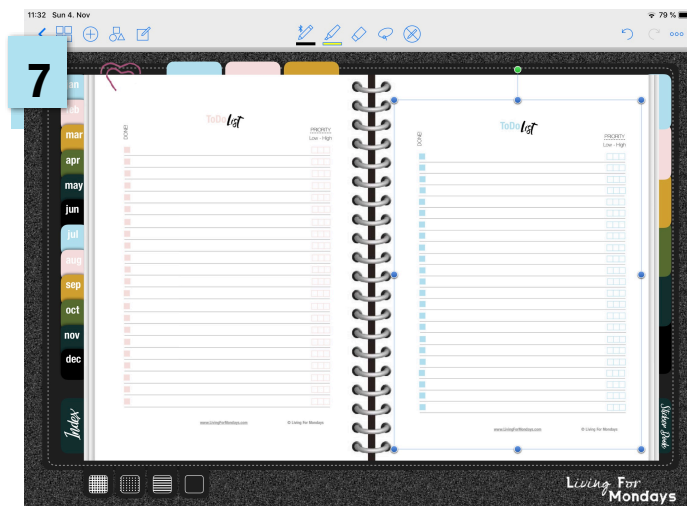 11:32 Sun 4. Nov
79 %
7
an
feb
mar
apr
may
jun
jul
aug
sep
oct
nov
dec
Index
ToDo list
DONE!
PRIORITY
Low - High
www.LivingForMondays.com
© Living for Mondays
ToDo list
DONE!
PRIORITY
Low - High
www.LivingForMondays.com
© Living for Mondays
Sticker Book
Living For
Mondays